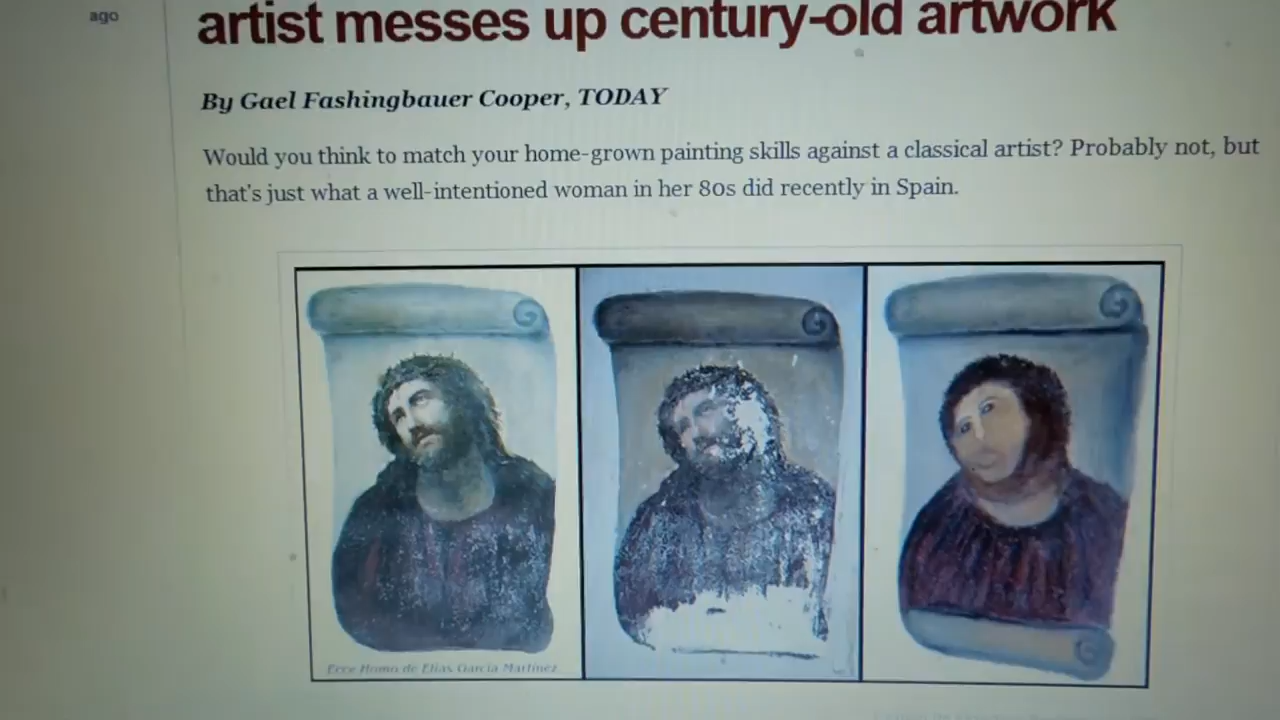 ago
artist messes up century-old artwork
By Gael Fashingbauer Cooper, TODAY
Would you think to match your home-grown painting skills against a classical artist? Probably not, but
that's just what a well-intentioned woman in her 80s did recently in Spain.
Ecce Homo de Elias Garcia Martinez